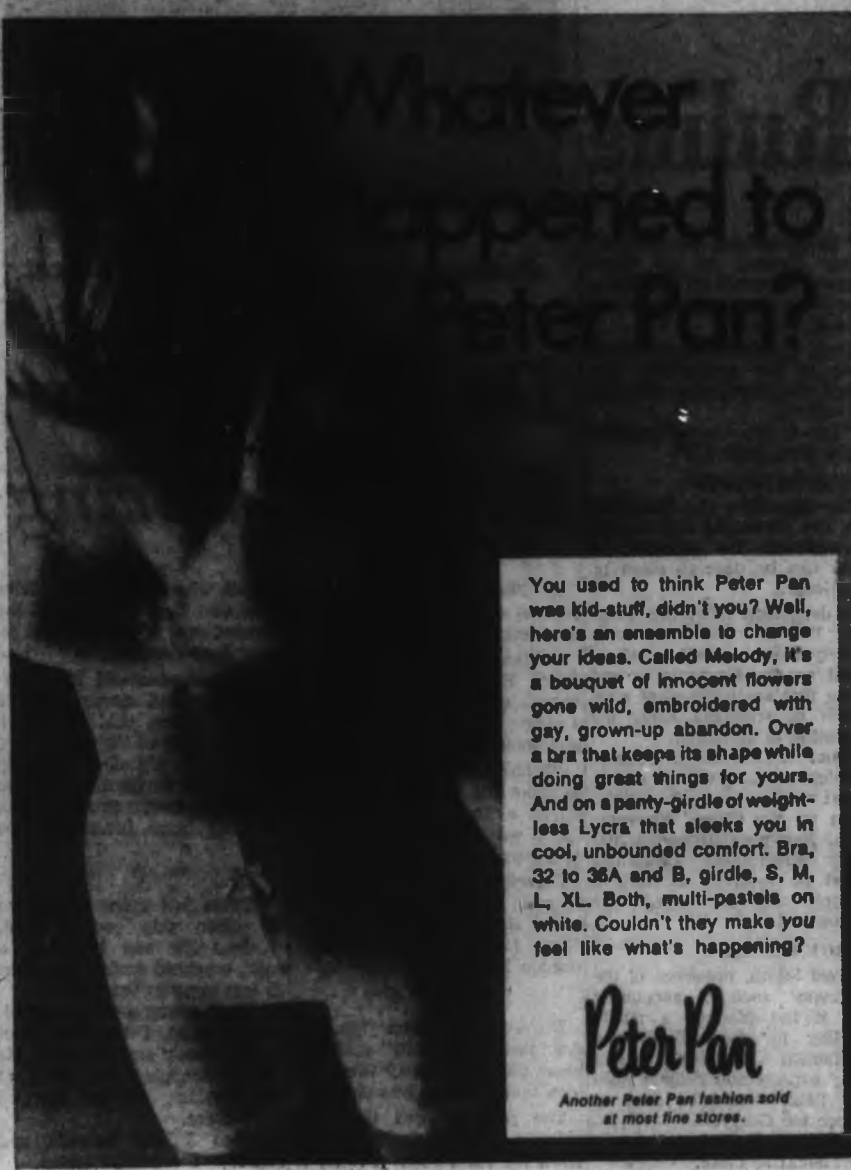 Whatever
happened to
Peter Pan?
You used to think Peter Pan
was kid-stuff, didn't you? Well,
here's an ensemble to change
your ideas. Called Melody, it's
a bouquet of innocent flowers
gone wild, embroidered with
gay, grown-up abandon. Over
a bra that keeps its shape while
doing great things for yours.
And on a panty-girdle of weight-
less Lycra that sleeks you in
cool, unbounded comfort. Bra,
32 to 36A and B, girdle, S, M,
L, XL. Both, multi-pastels on
white. Couldn't they make you
feel like what's happening?
Peter Pan
Another Peter Pan fashion sold
at most fine stores.